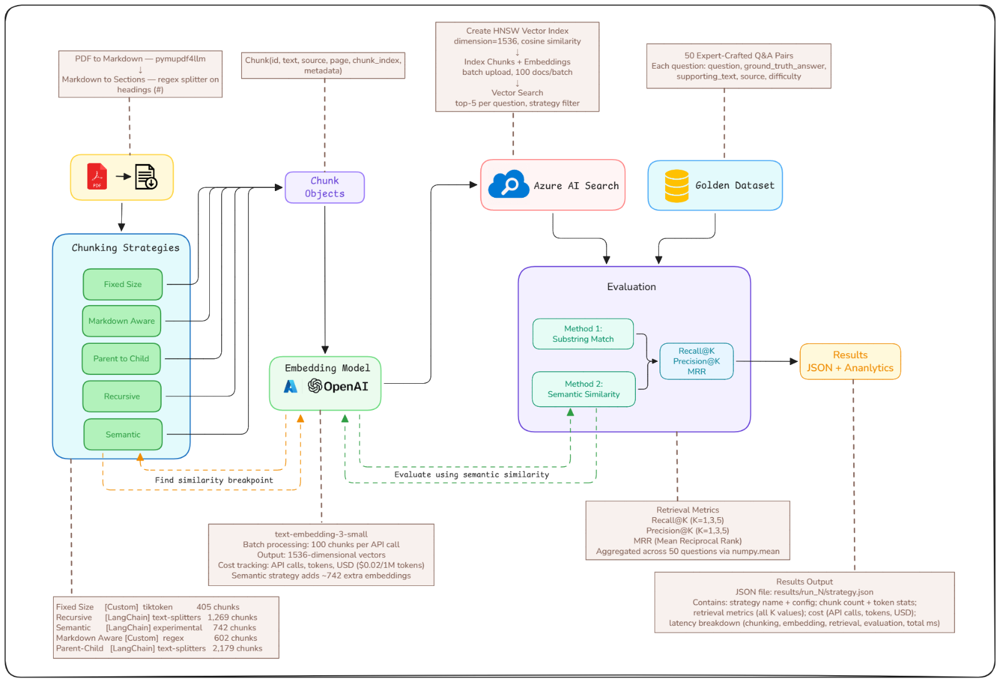 PDF to Markdown — pymupdf4llm
↓
Markdown to Sections — regex splitter on
headings (#)
Chunk(id, text, source, page, chunk_index,
metadata)
Create HNSW Vector Index
dimension=1536, cosine similarity
↓
Index Chunks + Embeddings
batch upload, 100 docs/batch
↓
Vector Search
top-5 per question, strategy filter
50 Expert-Crafted Q&A Pairs
Each question: question, ground_truth_answer,
supporting_text, source, difficulty
PDF
Chunk
Objects
Azure AI Search
Golden Dataset
Chunking Strategies
Fixed Size
Markdown Aware
Parent to Child
Recursive
Semantic
Embedding Model
OpenAI
Evaluation
Method 1:
Substring Match
Method 2:
Semantic Similarity
Recall@K
Precision@K
MRR
Results
JSON + Ananlytics
Find similarity breakpoint
Evaluate using semantic similarity
text-embedding-3-small
Batch processing: 100 chunks per API call
Output: 1536-dimensional vectors
Cost tracking: API calls, tokens, USD ($0.02/1M tokens)
Semantic strategy adds ~742 extra embeddings
Retrieval Metrics
Recall@K (K=1,3,5)
Precision@K (K=1,3,5)
MRR (Mean Reciprocal Rank)
Aggregated across 50 questions via numpy.mean
Results Output
JSON file: results/run_N/strategy.json
Contains: strategy name + config; chunk count + token stats;
retrieval metrics (all K values); cost (API calls, tokens, USD);
latency breakdown (chunking, embedding, retrieval, evaluation, total ms)
Fixed Size [Custom] tiktoken 405 chunks
Recursive [LangChain] text-splitters 1,269 chunks
Semantic [LangChain] experimental 742 chunks
Markdown Aware [Custom] regex 602 chunks
Parent-Child [LangChain] text-splitters 2,179 chunks